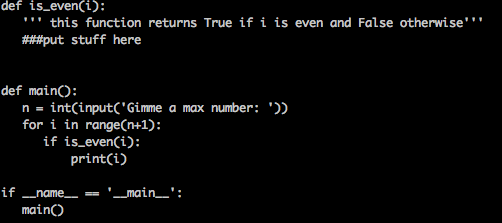 def is_even(i):
   ''' this function returns True if i is even and False otherwise'''
   ###put stuff here
def main():
   n = int(input('Gimme a max number: '))
   for i in range(n+1):
      if is_even(i):
          print(i)
if __name__ == '__main__':
   main()